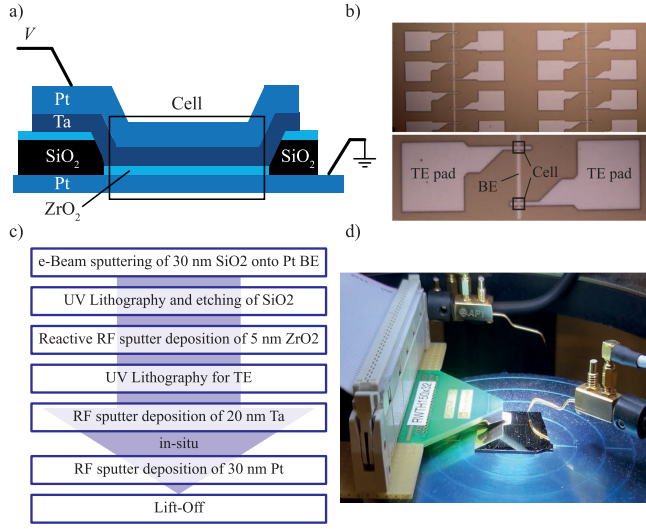 a)
V
Pt
Cell
Ta
SiO₂
SiO₂
Pt
ZrO₂
b)
TE pad
BE
Cell
TE pad
c)
e-Beam sputtering of 30 nm SiO2 onto Pt BE
UV Lithography and etching of SiO2
Reactive RF sputter deposition of 5 nm ZrO2
UV Lithography for TE
RF sputter deposition of 20 nm Ta
in-situ
RF sputter deposition of 30 nm Pt
Lift-Off
d)
RWTH150x32